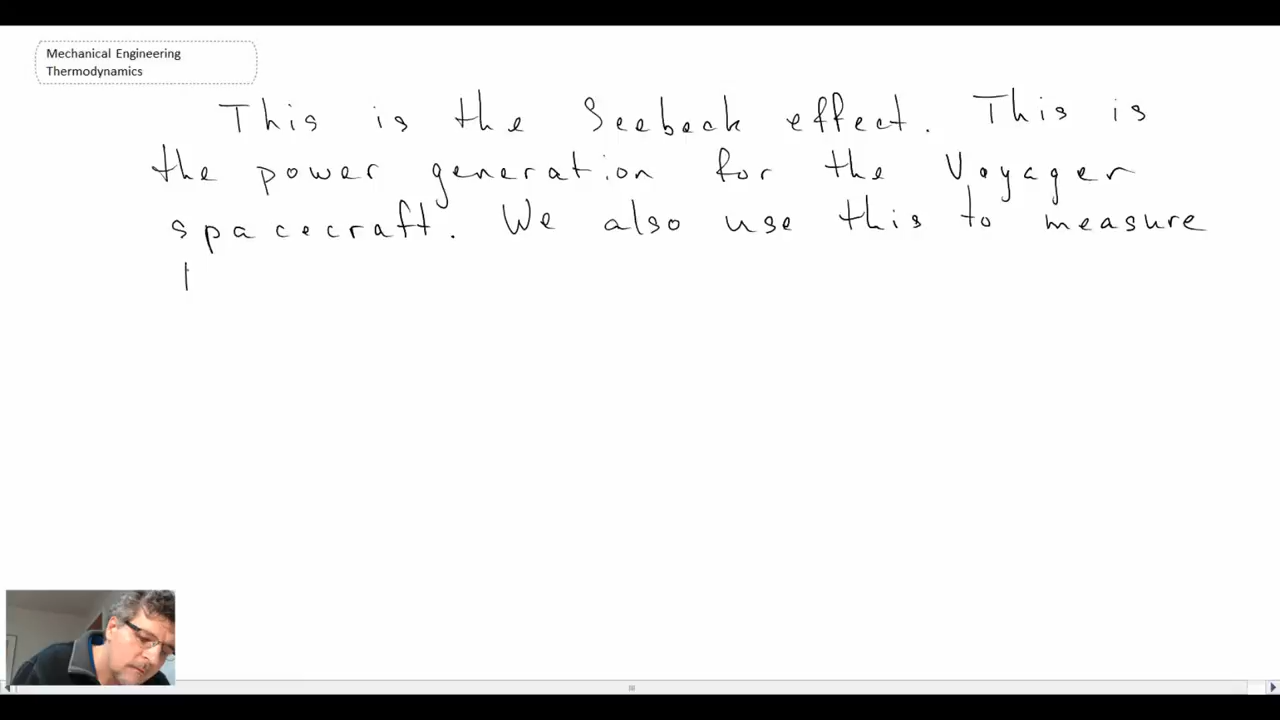 Mechanical Engineering
Thermodynamics
This is the Seebeck effect. This is
the power generation for the Voyager
spacecraft. We also use this to measure